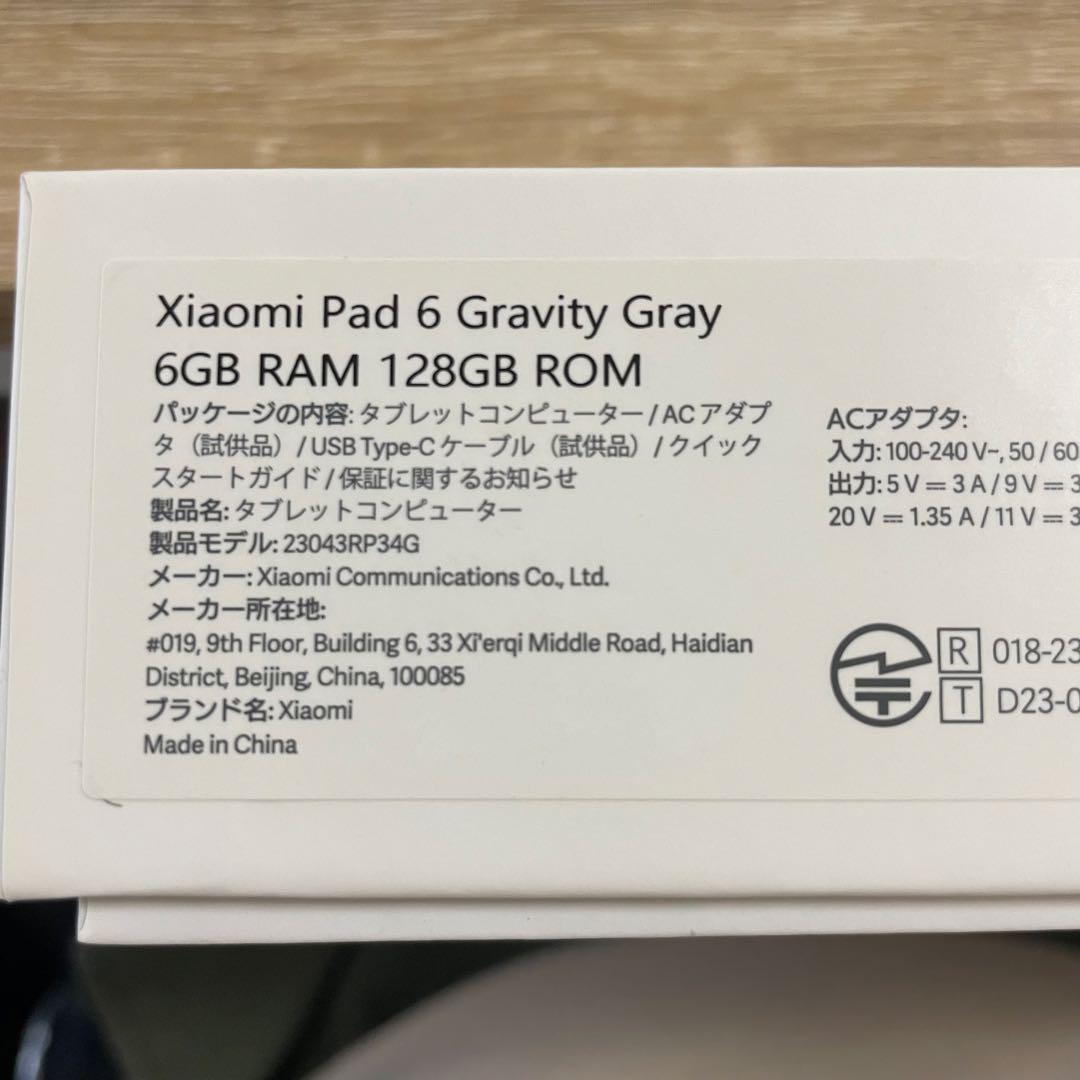 Xiaomi Pad 6 Gravity Gray
6GB RAM 128GB ROM
パッケージの内容: タブレットコンピューター / AC アダプ
タ（試供品）/ USB Type-C ケーブル（試供品）/ クイック
スタートガイド / 保証に関するお知らせ
製品名: タブレットコンピューター
製品モデル: 23043RP34G
メーカー: Xiaomi Communications Co., Ltd.
メーカー所在地:
#019, 9th Floor, Building 6, 33 Xi'erqi Middle Road, Haidian
District, Beijing, China, 100085
ブランド名: Xiaomi
Made in China
ACアダプタ:
入力: 100-240 V~, 50 / 60
出力: 5 V ⎓ 3 A / 9 V ⎓ 3
20 V ⎓ 1.35 A / 11 V ⎓ 3
R 018-23
T D23-0